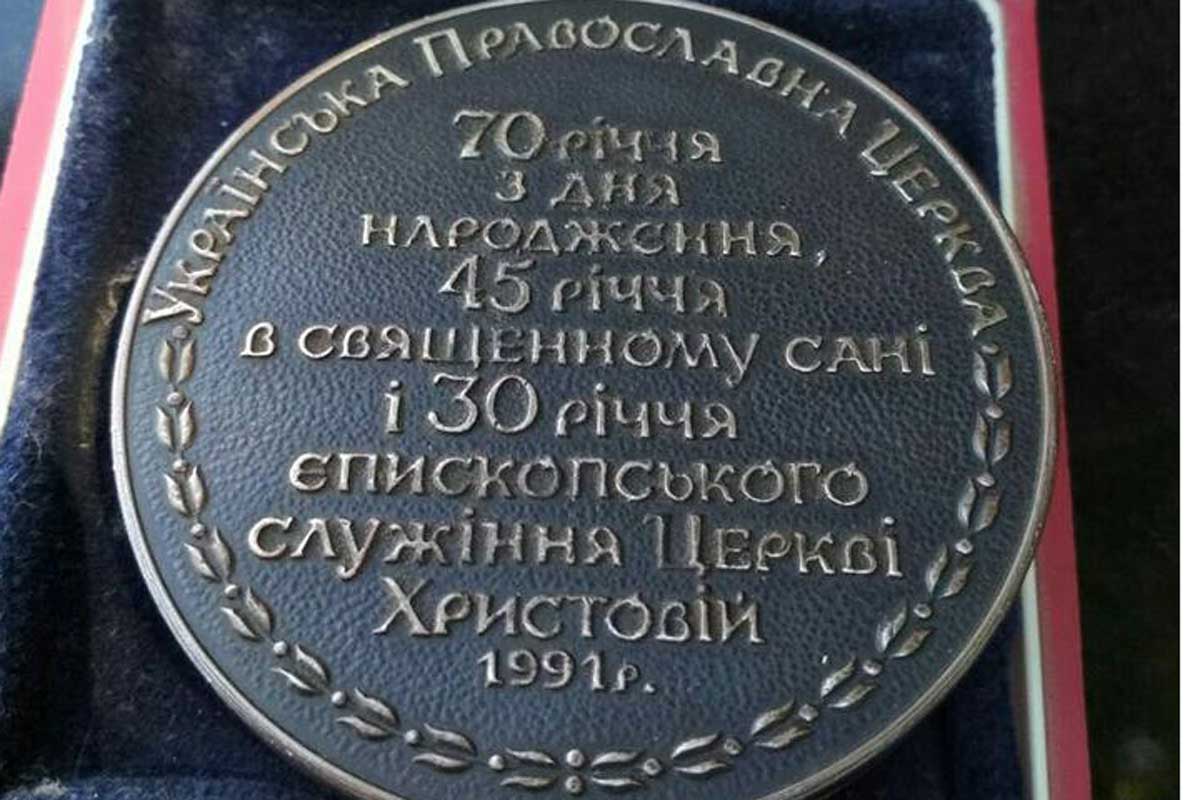 Українська Православна Церква
70-річчя
з дня
народження,
45 річчя
в священному сані
і 30 річчя
єпископського
служіння Церкві
Христовій
1991р.